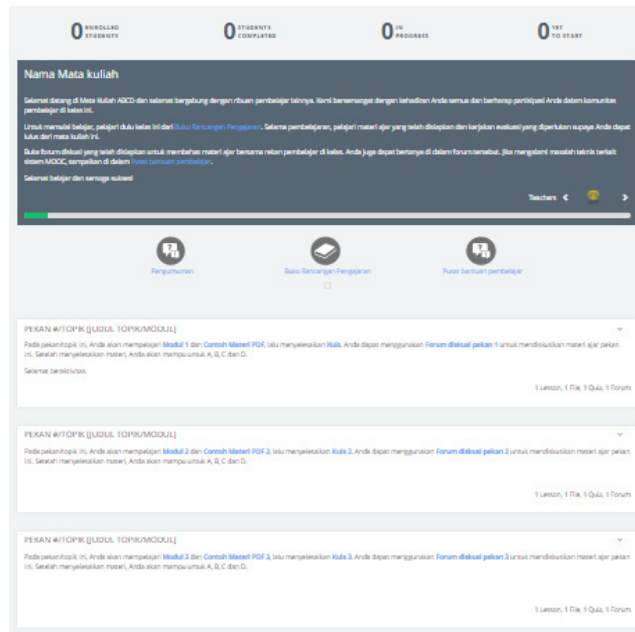 0 ENROLLED STUDENTS
0 STUDENTS COMPLETED
0 IN PROGRESS
0 YET TO START
Nama Mata kuliah
Selamat datang di Mata Kuliah ABCD dan selamat bergabung dengan ribuan pembelajar lainnya. Kami bersemangat dengan kehadiran Anda semua dan berharap partisipasi Anda dalam komunitas
pembelajar di kelas ini.
Untuk memulai belajar, pelajari dulu kelas ini dari Buku Rancangan Pengajaran. Selama pembelajaran, pelajari materi ajar yang telah disiapkan dan kerjakan evaluasi yang diperlukan supaya Anda dapat
lulus dari mata kuliah ini.
Buka forum diskusi yang telah disiapkan untuk membahas materi ajar bersama rekan pembelajar di kelas. Anda juga dapat bertanya di dalam forum tersebut. Jika mengalami masalah teknis terkait
sistem MOOC, sampaikan di dalam Pusat bantuan pembelajar.
Selamat belajar dan semoga sukses!
Teachers
Pengumuman
Buku Rancangan Pengajaran
Pusat bantuan pembelajar
PEKAN #/TOPIK [JUDUL TOPIK/MODUL]
Pada pekan/topik ini, Anda akan mempelajari Modul 1 dan Contoh Materi PDF, lalu menyelesaikan Kuis. Anda dapat menggunakan Forum diskusi pekan 1 untuk mendiskusikan materi ajar pekan
ini. Setelah menyelesaikan materi, Anda akan mampu untuk A, B, C dan D.
Selamat beraktivitas.
1 Lesson, 1 File, 1 Quiz, 1 Forum
PEKAN #/TOPIK [JUDUL TOPIK/MODUL]
Pada pekan/topik ini, Anda akan mempelajari Modul 2 dan Contoh Materi PDF 2, lalu menyelesaikan Kuis 2. Anda dapat menggunakan Forum diskusi pekan 2 untuk mendiskusikan materi ajar pekan
ini. Setelah menyelesaikan materi, Anda akan mampu untuk A, B, C dan D.
1 Lesson, 1 File, 1 Quiz, 1 Forum
PEKAN #/TOPIK [JUDUL TOPIK/MODUL]
Pada pekan/topik ini, Anda akan mempelajari Modul 3 dan Contoh Materi PDF 3, lalu menyelesaikan Kuis 3. Anda dapat menggunakan Forum diskusi pekan 3 untuk mendiskusikan materi ajar pekan
ini. Setelah menyelesaikan materi, Anda akan mampu untuk A, B, C dan D.
1 Lesson, 1 File, 1 Quiz, 1 Forum